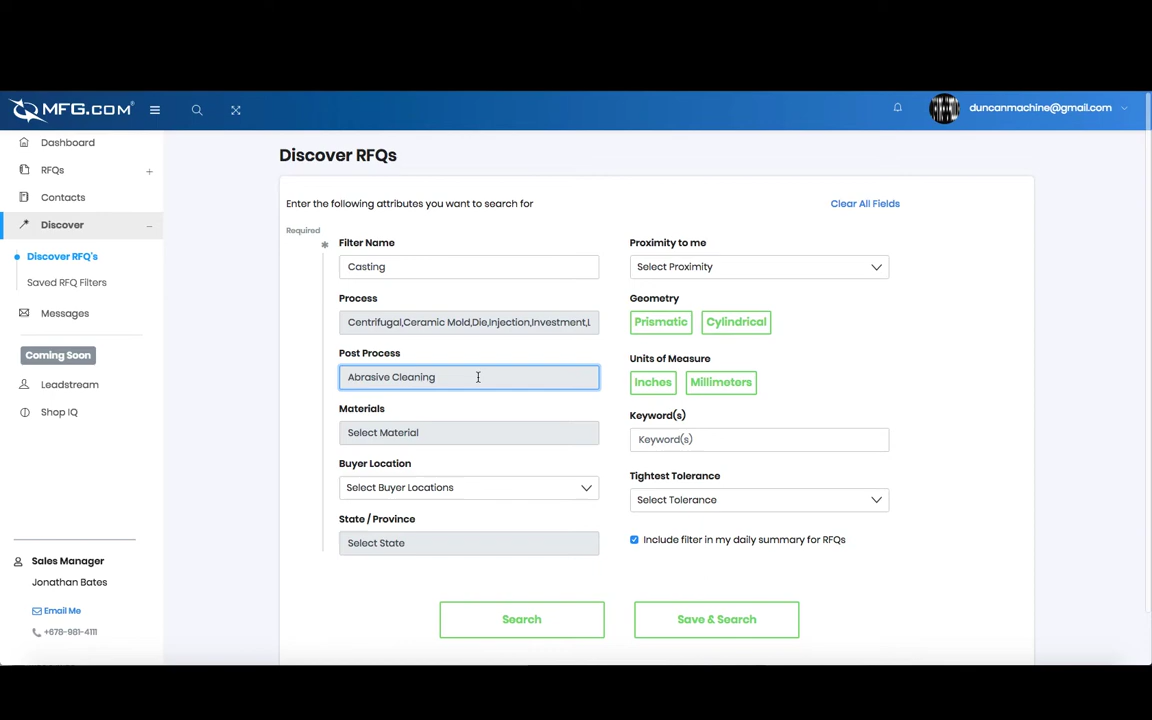 MFG.COM
duncanmachine@gmail.com
Dashboard
RFQs
Contacts
Discover
Discover RFQ's
Saved RFQ Filters
Messages
Coming Soon
Leadstream
Shop IQ
Sales Manager
Jonathan Bates
Email Me
+678-981-4111
Discover RFQs
Enter the following attributes you want to search for
Clear All Fields
Required
*
Filter Name
Casting
Process
Centrifugal,Ceramic Mold,Die,Injection,Investment,L
Post Process
Abrasive Cleaning
Materials
Select Material
Buyer Location
Select Buyer Locations
State / Province
Select State
Proximity to me
Select Proximity
Geometry
Prismatic Cylindrical
Units of Measure
Inches Millimeters
Keyword(s)
Keyword(s)
Tightest Tolerance
Select Tolerance
Include filter in my daily summary for RFQs
Search
Save & Search